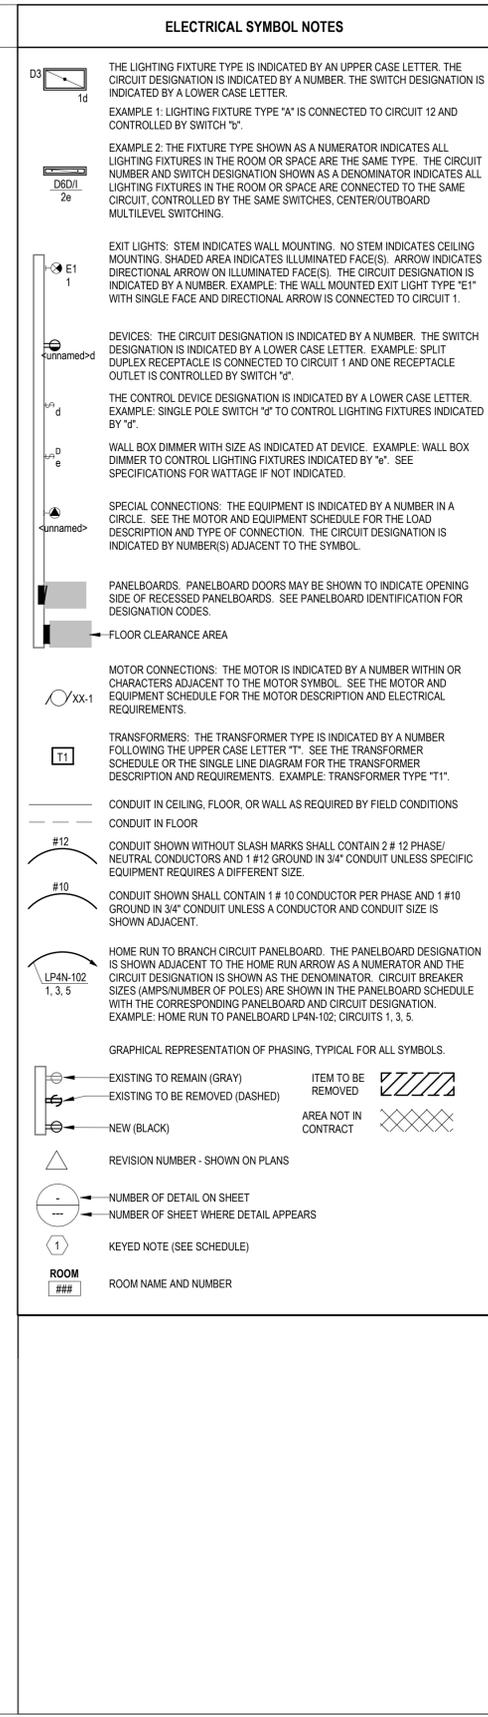 ELECTRICAL SYMBOL NOTES
D3
1d
THE LIGHTING FIXTURE TYPE IS INDICATED BY AN UPPER CASE LETTER. THE
CIRCUIT DESIGNATION IS INDICATED BY A NUMBER. THE SWITCH DESIGNATION IS
INDICATED BY A LOWER CASE LETTER.
EXAMPLE 1: LIGHTING FIXTURE TYPE "A" IS CONNECTED TO CIRCUIT 12 AND
CONTROLLED BY SWITCH "b".
D6D/I
2e
EXAMPLE 2: THE FIXTURE TYPE SHOWN AS A NUMERATOR INDICATES ALL
LIGHTING FIXTURES IN THE ROOM OR SPACE ARE THE SAME TYPE. THE CIRCUIT
NUMBER AND SWITCH DESIGNATION SHOWN AS A DENOMINATOR INDICATES ALL
LIGHTING FIXTURES IN THE ROOM OR SPACE ARE CONNECTED TO THE SAME
CIRCUIT, CONTROLLED BY THE SAME SWITCHES, CENTER/OUTBOARD
MULTILEVEL SWITCHING.
E1
1
EXIT LIGHTS: STEM INDICATES WALL MOUNTING. NO STEM INDICATES CEILING
MOUNTING. SHADED AREA INDICATES ILLUMINATED FACE(S). ARROW INDICATES
DIRECTIONAL ARROW ON ILLUMINATED FACE(S). THE CIRCUIT DESIGNATION IS
INDICATED BY A NUMBER. EXAMPLE: THE WALL MOUNTED EXIT LIGHT TYPE "E1"
WITH SINGLE FACE AND DIRECTIONAL ARROW IS CONNECTED TO CIRCUIT 1.
<unnamed>d
DEVICES: THE CIRCUIT DESIGNATION IS INDICATED BY A NUMBER. THE SWITCH
DESIGNATION IS INDICATED BY A LOWER CASE LETTER. EXAMPLE: SPLIT
DUPLEX RECEPTACLE IS CONNECTED TO CIRCUIT 1 AND ONE RECEPTACLE
OUTLET IS CONTROLLED BY SWITCH "d".
S
d
THE CONTROL DEVICE DESIGNATION IS INDICATED BY A LOWER CASE LETTER.
EXAMPLE: SINGLE POLE SWITCH "d" TO CONTROL LIGHTING FIXTURES INDICATED
BY "d".
S
D
e
WALL BOX DIMMER WITH SIZE AS INDICATED AT DEVICE. EXAMPLE: WALL BOX
DIMMER TO CONTROL LIGHTING FIXTURES INDICATED BY "e". SEE
SPECIFICATIONS FOR WATTAGE IF NOT INDICATED.
<unnamed>
SPECIAL CONNECTIONS: THE EQUIPMENT IS INDICATED BY A NUMBER IN A
CIRCLE. SEE THE MOTOR AND EQUIPMENT SCHEDULE FOR THE LOAD
DESCRIPTION AND TYPE OF CONNECTION. THE CIRCUIT DESIGNATION IS
INDICATED BY NUMBER(S) ADJACENT TO THE SYMBOL.
PANELBOARDS. PANELBOARD DOORS MAY BE SHOWN TO INDICATE OPENING
SIDE OF RECESSED PANELBOARDS. SEE PANELBOARD IDENTIFICATION FOR
DESIGNATION CODES.
FLOOR CLEARANCE AREA
XX-1
MOTOR CONNECTIONS: THE MOTOR IS INDICATED BY A NUMBER WITHIN OR
CHARACTERS ADJACENT TO THE MOTOR SYMBOL. SEE THE MOTOR AND
EQUIPMENT SCHEDULE FOR THE MOTOR DESCRIPTION AND ELECTRICAL
REQUIREMENTS.
T1
TRANSFORMERS: THE TRANSFORMER TYPE IS INDICATED BY A NUMBER
FOLLOWING THE UPPER CASE LETTER "T". SEE THE TRANSFORMER
SCHEDULE OR THE SINGLE LINE DIAGRAM FOR THE TRANSFORMER
DESCRIPTION AND REQUIREMENTS. EXAMPLE: TRANSFORMER TYPE "T1".
CONDUIT IN CEILING, FLOOR, OR WALL AS REQUIRED BY FIELD CONDITIONS
CONDUIT IN FLOOR
#12
CONDUIT SHOWN WITHOUT SLASH MARKS SHALL CONTAIN 2 # 12 PHASE/
NEUTRAL CONDUCTORS AND 1 #12 GROUND IN 3/4" CONDUIT UNLESS SPECIFIC
EQUIPMENT REQUIRES A DIFFERENT SIZE.
#10
CONDUIT SHOWN SHALL CONTAIN 1 # 10 CONDUCTOR PER PHASE AND 1 #10
GROUND IN 3/4" CONDUIT UNLESS A CONDUCTOR AND CONDUIT SIZE IS
SHOWN ADJACENT.
LP4N-102
1, 3, 5
HOME RUN TO BRANCH CIRCUIT PANELBOARD. THE PANELBOARD DESIGNATION
IS SHOWN ADJACENT TO THE HOME RUN ARROW AS A NUMERATOR AND THE
CIRCUIT DESIGNATION IS SHOWN AS THE DENOMINATOR. CIRCUIT BREAKER
SIZES (AMPS/NUMBER OF POLES) ARE SHOWN IN THE PANELBOARD SCHEDULE
WITH THE CORRESPONDING PANELBOARD AND CIRCUIT DESIGNATION.
EXAMPLE: HOME RUN TO PANELBOARD LP4N-102; CIRCUITS 1, 3, 5.
GRAPHICAL REPRESENTATION OF PHASING, TYPICAL FOR ALL SYMBOLS.
EXISTING TO REMAIN (GRAY)
EXISTING TO BE REMOVED (DASHED)
NEW (BLACK)
ITEM TO BE
REMOVED
AREA NOT IN
CONTRACT
REVISION NUMBER - SHOWN ON PLANS
-
---
NUMBER OF DETAIL ON SHEET
NUMBER OF SHEET WHERE DETAIL APPEARS
1
KEYED NOTE (SEE SCHEDULE)
ROOM
###
ROOM NAME AND NUMBER